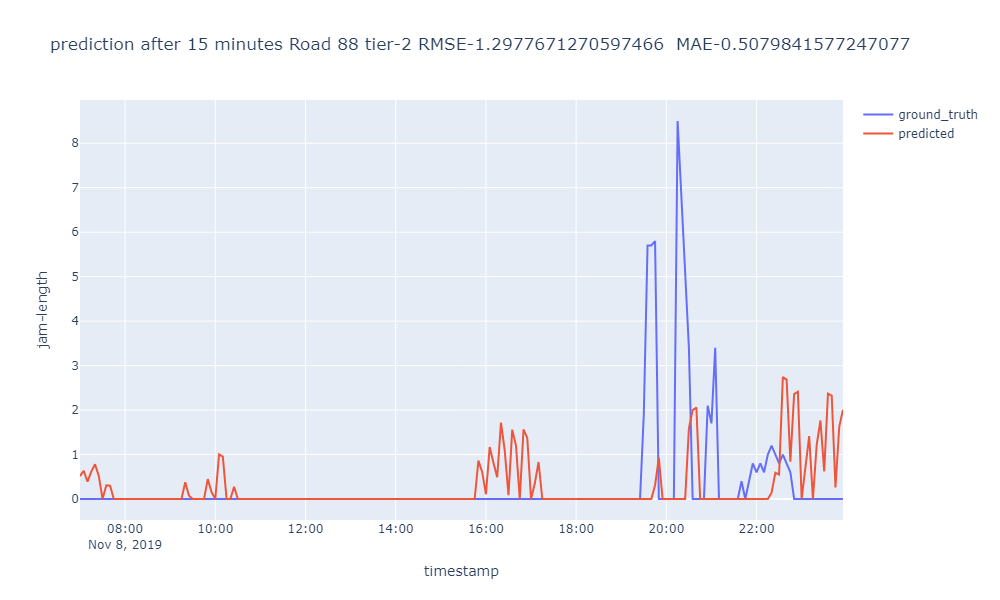 prediction after 15 minutes Road 88 tier-2 RMSE-1.2977671270597466  MAE-0.5079841577247077
ground_truth
predicted
8
7
6
5
4
3
2
1
0
jam-length
08:00 10:00 12:00 14:00 16:00 18:00 20:00 22:00
Nov 8, 2019
timestamp